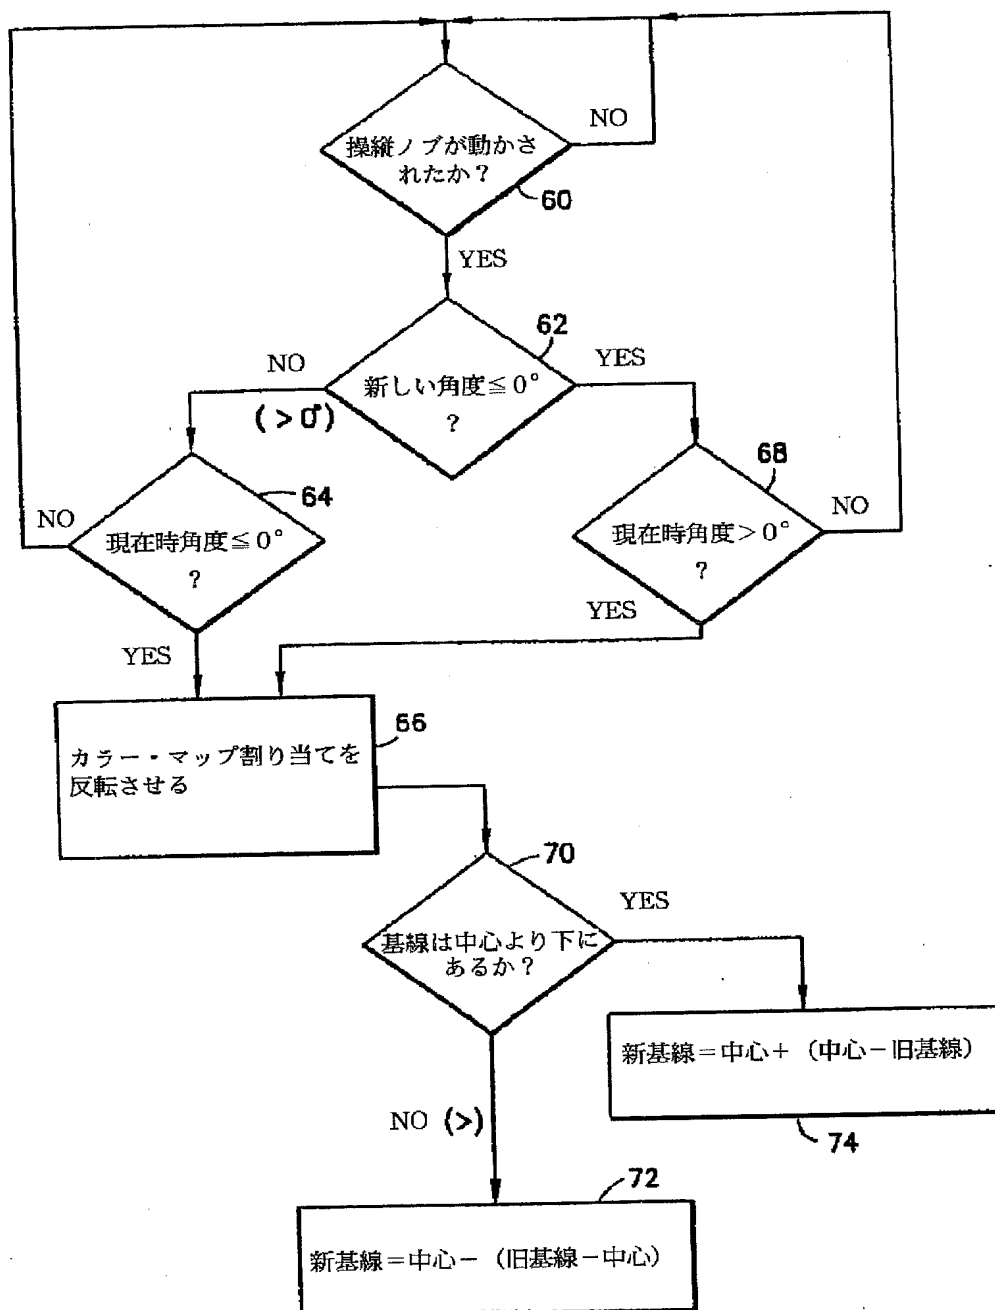 NO
操縦ノブが動かさ
れたか？
60
YES
62
NO
YES
新しい角度≦0°
？
(＞0°)
64
68
NO
NO
現在時角度≦0°
？
現在時角度＞0°
？
YES
YES
66
カラー・マップ割り当てを
反転させる
70
YES
基線は中心より下に
あるか？
新基線＝中心＋（中心－旧基線）
NO (＞)
74
72
新基線＝中心－（旧基線－中心）